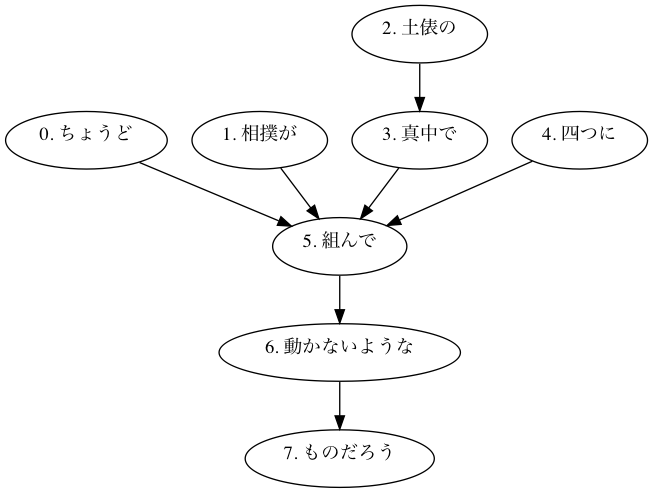 2. 土俵の
0. ちょうど
1. 相撲が
3. 真中で
4. 四つに
5. 組んで
6. 動かないような
7. ものだろう